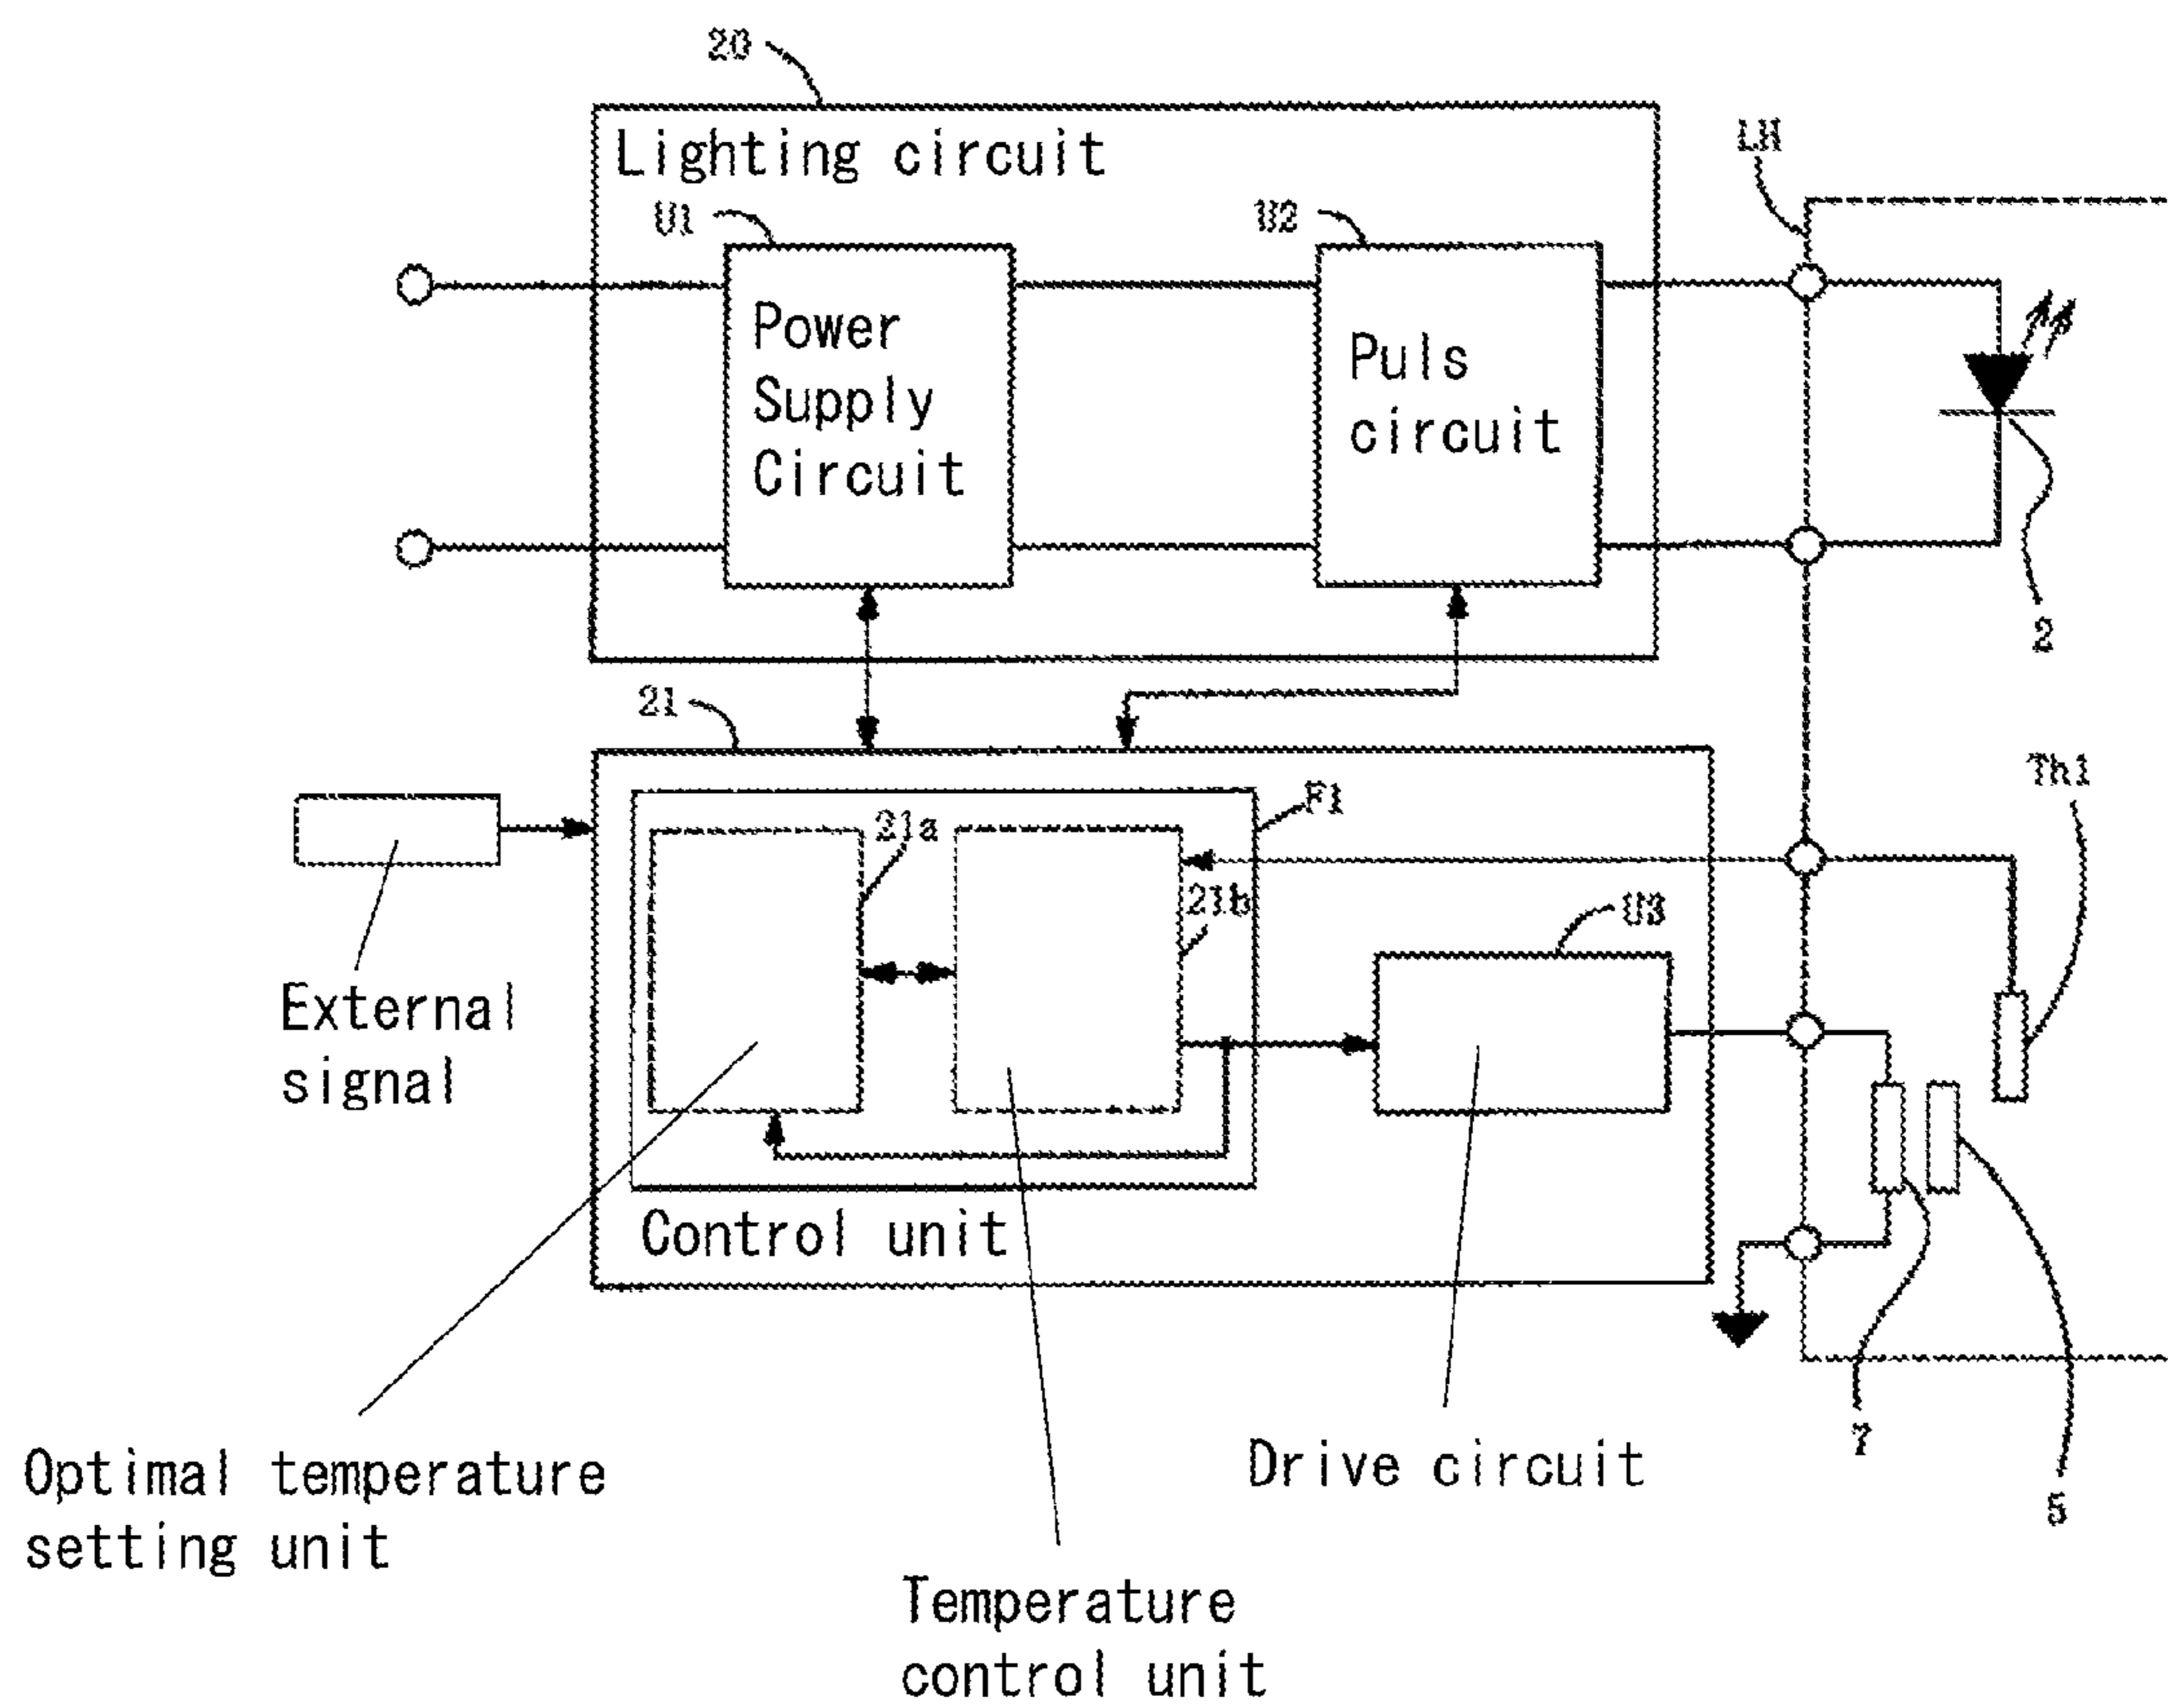 20
Lighting circuit
LH
U1
U2
Power
Supply
Circuit
Puls
circuit
2
21
Th1
F1
21a
21b
U3
External
signal
Control unit
7
5
Optimal temperature
setting unit
Drive circuit
Temperature
control unit